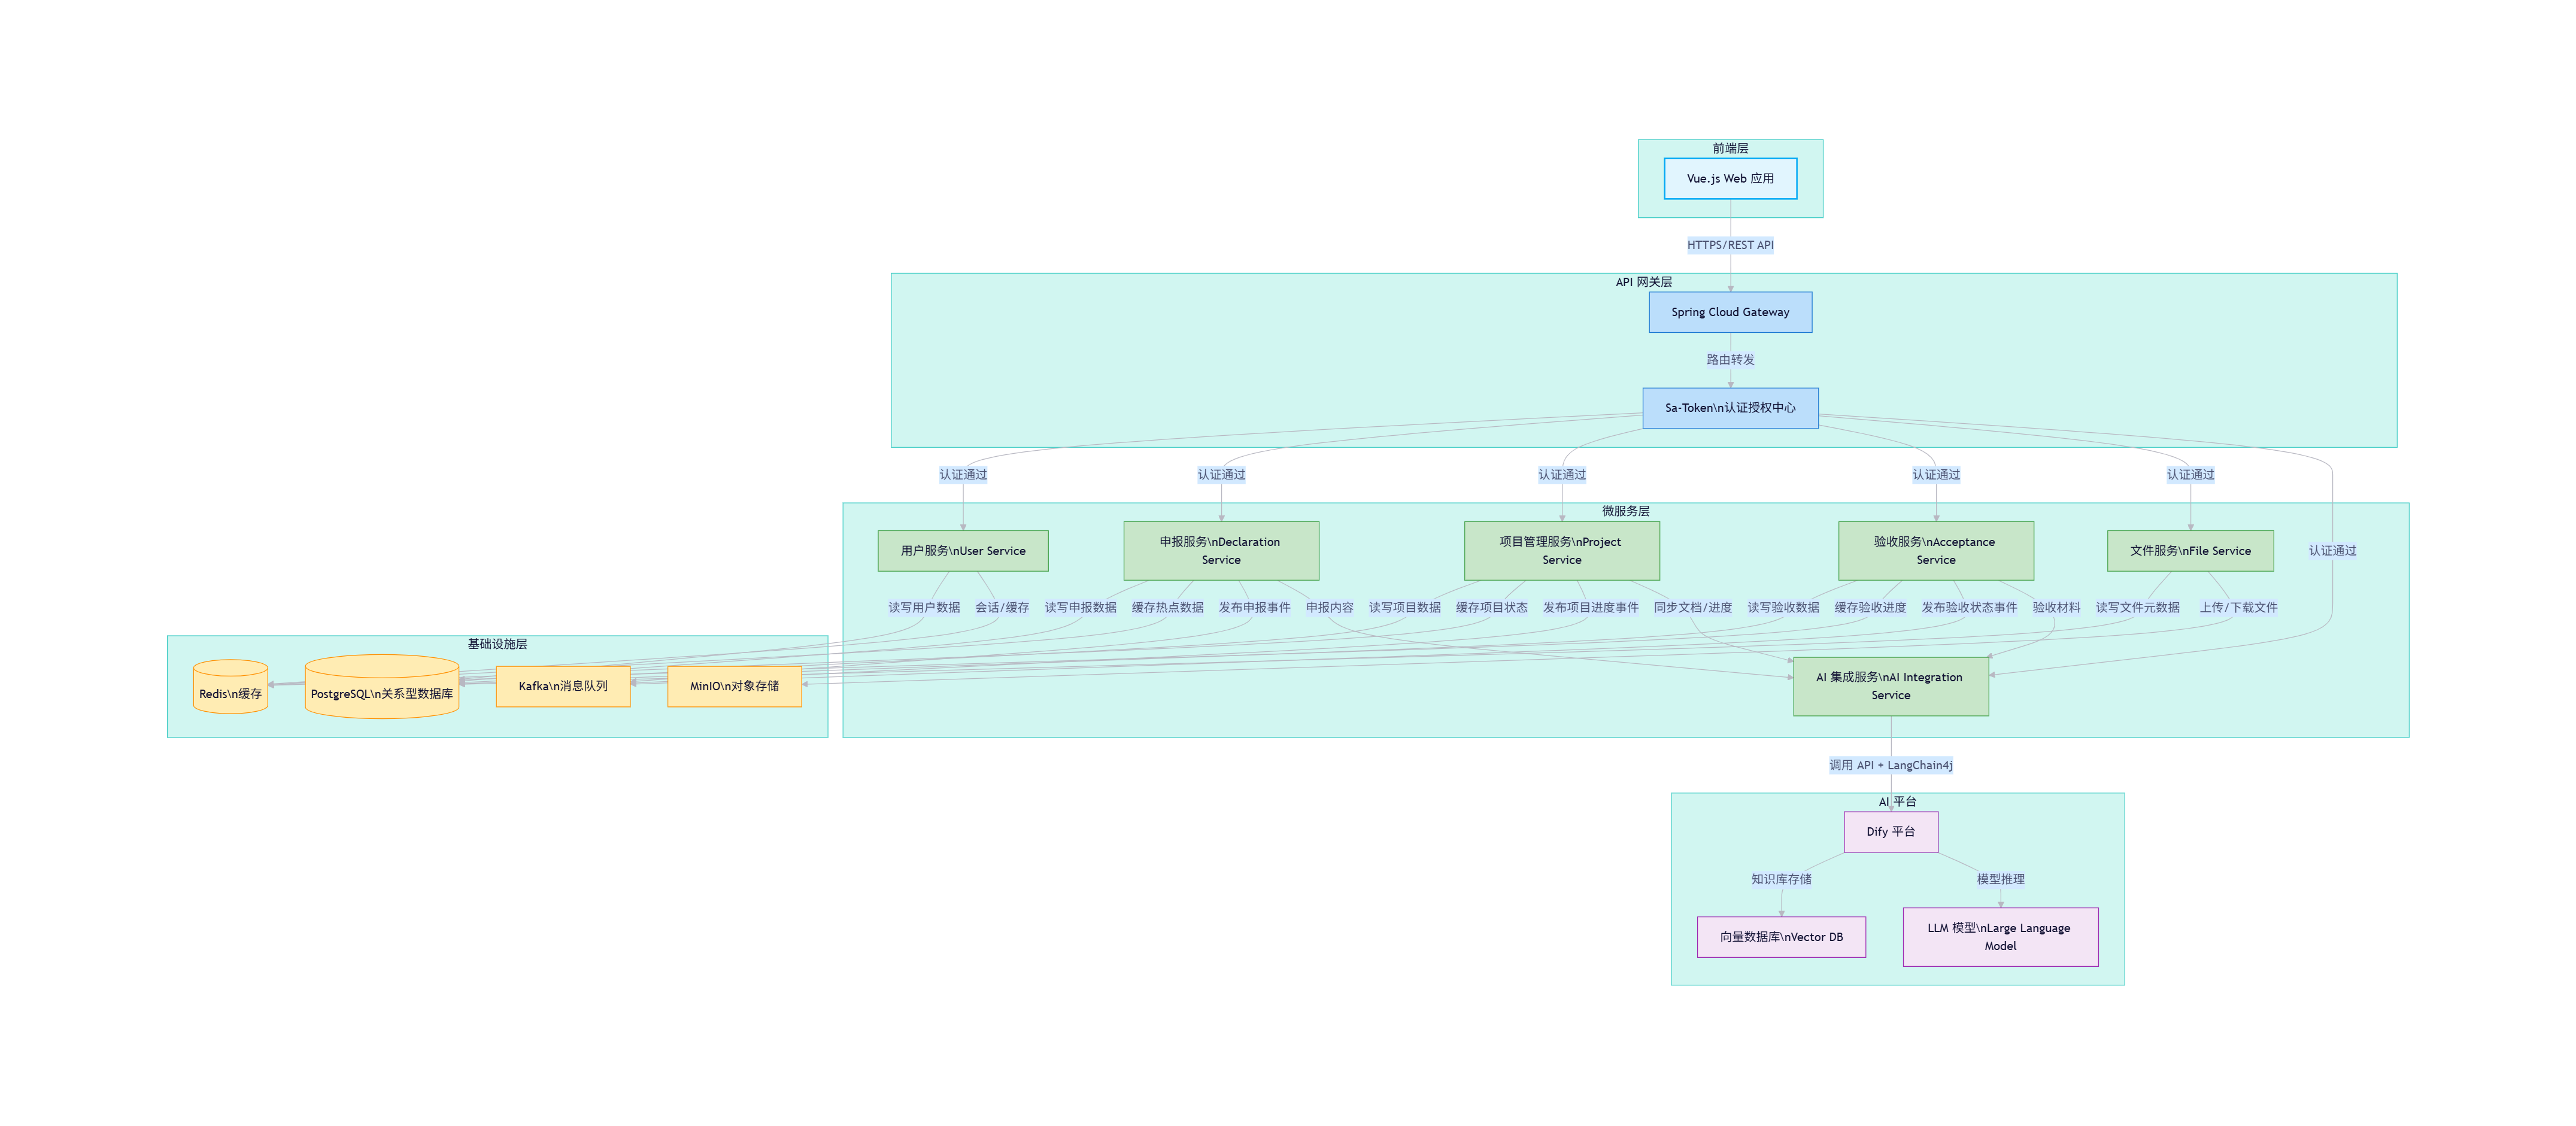 前端层
Vue.js Web 应用
HTTPS/REST API
API 网关层
Spring Cloud Gateway
路由转发
Sa-Token\n认证授权中心
认证通过
认证通过
认证通过
认证通过
认证通过
认证通过
微服务层
用户服务\nUser Service
申报服务\nDeclaration
Service
项目管理服务\nProject
Service
验收服务\nAcceptance
Service
文件服务\nFile Service
读写用户数据
会话/缓存
读写申报数据
缓存热点数据
发布申报事件
申报内容
读写项目数据
缓存项目状态
发布项目进度事件
同步文档/进度
读写验收数据
缓存验收进度
发布验收状态事件
验收材料
读写文件元数据
上传/下载文件
基础设施层
Redis\n缓存
PostgreSQL\n关系型数据库
Kafka\n消息队列
MinIO\n对象存储
AI 集成服务\nAI Integration
Service
调用 API + LangChain4j
AI 平台
Dify 平台
知识库存储
模型推理
向量数据库\nVector DB
LLM 模型\nLarge Language
Model